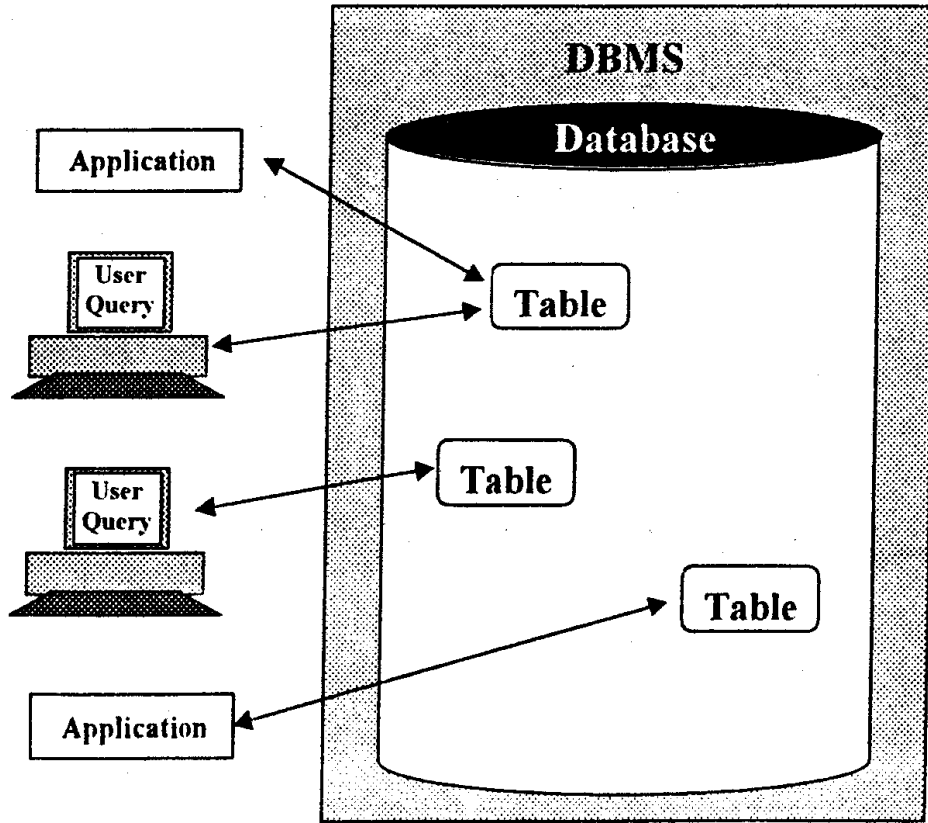 DBMS
Database
Application
User
Query
Table
User
Query
Table
Table
Application